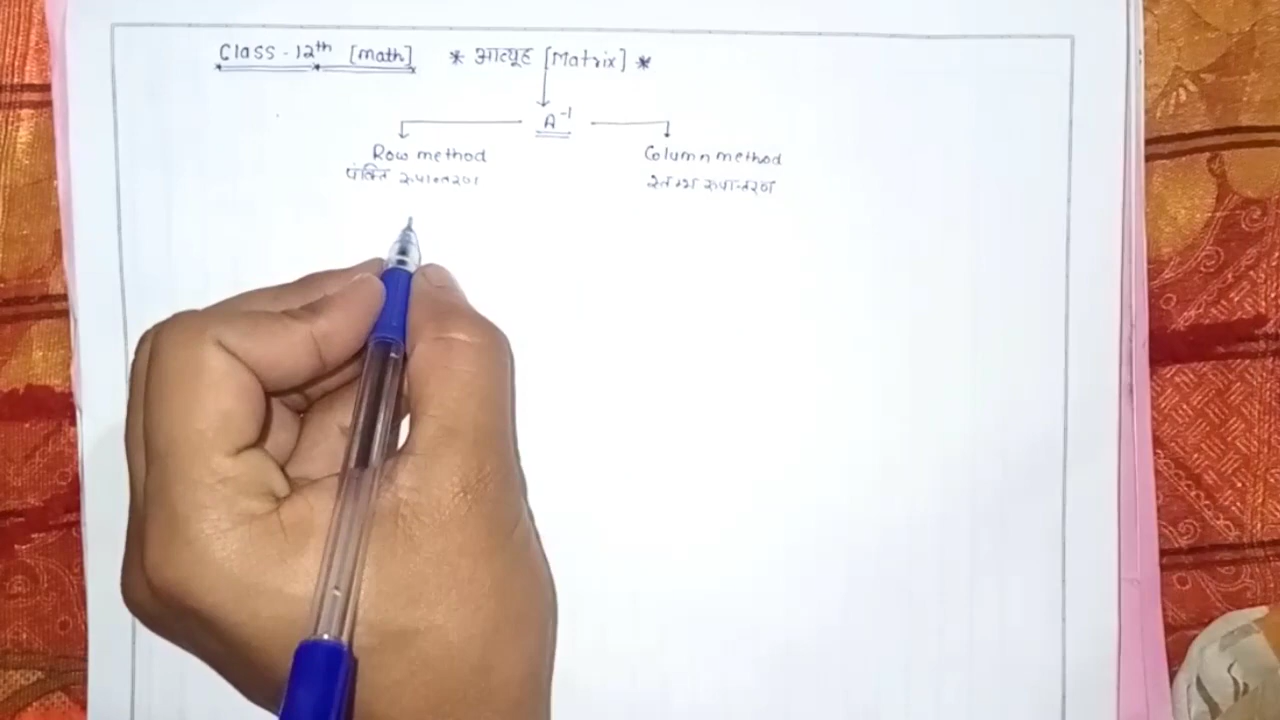 Class - 12th [math] * आव्यूह [Matrix] *
A⁻¹
Row method Column method
पंक्ति रुपान्तरण स्तम्भ रुपान्तरण